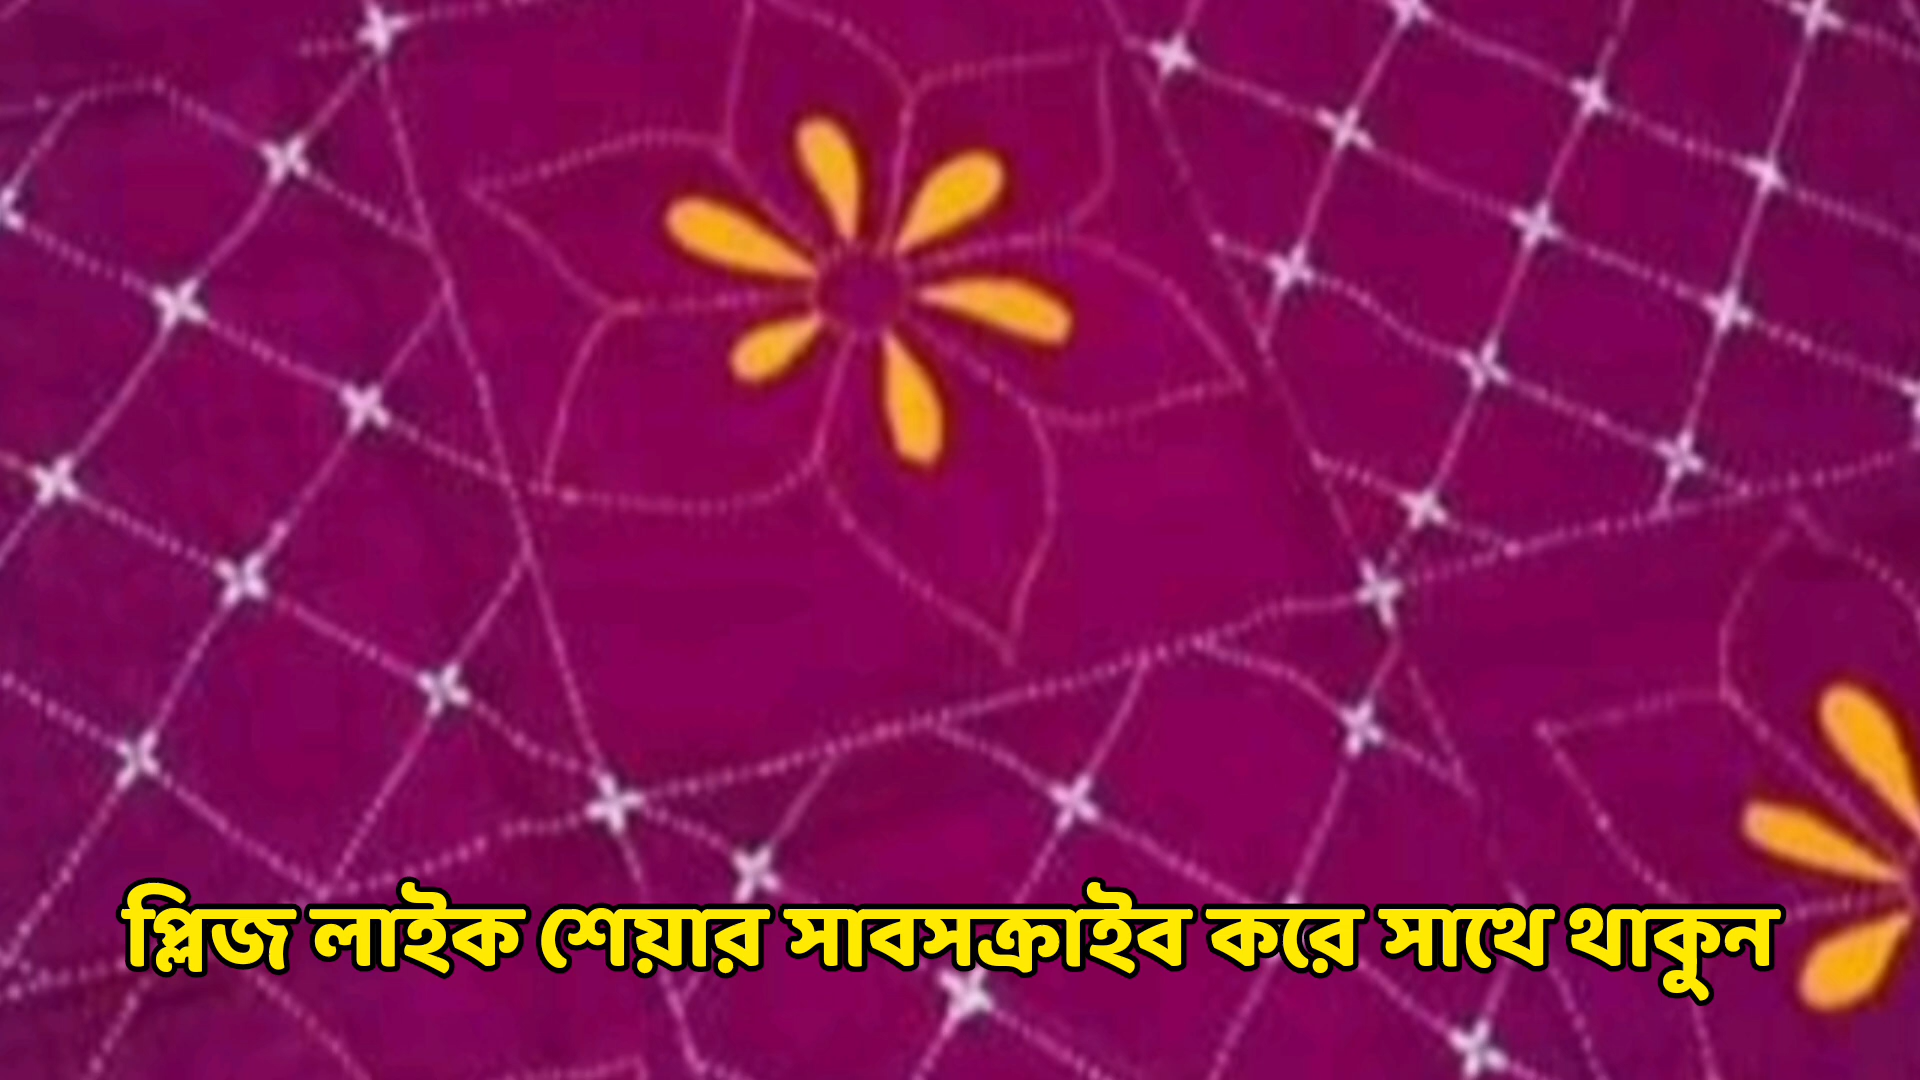 প্লিজ লাইক শেয়ার সাবসক্রাইব করে সাথে থাকুন